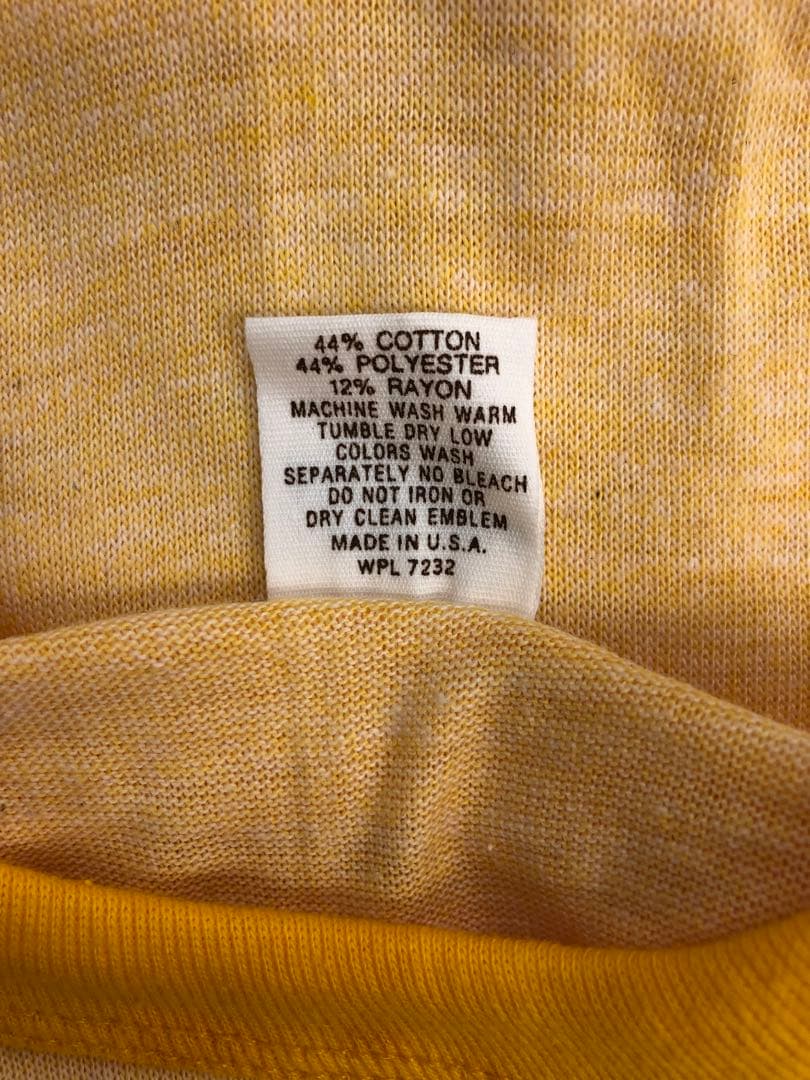 44% COTTON
44% POLYESTER
12% RAYON
MACHINE WASH WARM
TUMBLE DRY LOW
COLORS WASH
SEPARATELY NO BLEACH
DO NOT IRON OR
DRY CLEAN EMBLEM
MADE IN U.S.A.
WPL 7232